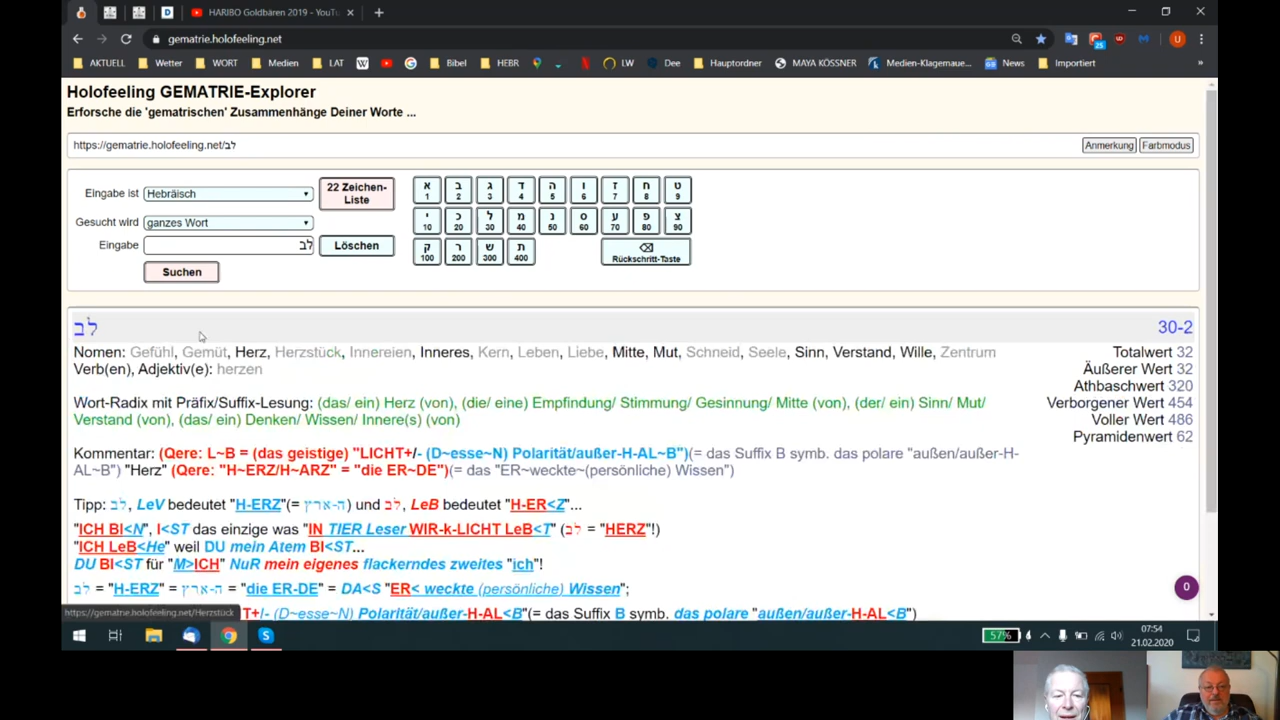 HARIBO Goldbären 2019 - YouTu
gematrie.holofeeling.net
AKTUELL Wetter WORT Medien LAT Bibel HEBR LW Dee Hauptordner MAYA KÖSSNER Medien-Klagemaue... News Importiert »
Holofeeling GEMATRIE-Explorer
Erforsche die 'gematrischen' Zusammenhänge Deiner Worte ...
https://gematrie.holofeeling.net/לב Anmerkung Farbmodus
Eingabe ist Hebräisch 22 Zeichen-Liste
Gesucht wird ganzes Wort
Eingabe לב Löschen
Suchen
א ב ג ד ה ו ז ח ט
1 2 3 4 5 6 7 8 9
י כ ל מ נ ס ע פ צ
10 20 30 40 50 60 70 80 90
ק ר ש ת
100 200 300 400 Rückschritt-Taste
לב 30-2
Nomen: Gefühl, Gemüt, Herz, Herzstück, Innereien, Inneres, Kern, Leben, Liebe, Mitte, Mut, Schneid, Seele, Sinn, Verstand, Wille, Zentrum
Verb(en), Adjektiv(e): herzen
Totalwert 32
Äußerer Wert 32
Athbaschwert 320
Verborgener Wert 454
Voller Wert 486
Pyramidenwert 62
Wort-Radix mit Präfix/Suffix-Lesung: (das/ ein) Herz (von), (die/ eine) Empfindung/ Stimmung/ Gesinnung/ Mitte (von), (der/ ein) Sinn/ Mut/
Verstand (von), (das/ ein) Denken/ Wissen/ Innere(s) (von)
Kommentar: (Qere: L~B = (das geistige) "LICHT+/- (D~esse~N) Polarität/außer-H-AL~B")(= das Suffix B symb. das polare "außen/außer-H-
AL~B") "Herz" (Qere: "H~ERZ/H~ARZ" = "die ER~DE")(= das "ER~weckte~(persönliche) Wissen")
Tipp: לב, LeV bedeutet "H-ERZ"(= ה-ארץ) und לב, LeB bedeutet "H-ER<Z"...
"ICH BI<N", I<ST das einzige was "IN TIER Leser WIR-k-LICHT LeB<T" (לב = "HERZ"!)
"ICH LeB<He" weil DU mein Atem BI<ST...
DU BI<ST für "M>ICH" NuR mein eigenes flackerndes zweites "ich"!
לב = "H-ERZ" = ה-ארץ = "die ER-DE" = DA<S "ER< weckte (persönliche) Wissen";
https://gematrie.holofeeling.net/Herzstück T+/- (D~esse~N) Polarität/außer-H-AL<B"(= das Suffix B symb. das polare "außen/außer-H-AL<B")
0
57%
07:54
21.02.2020